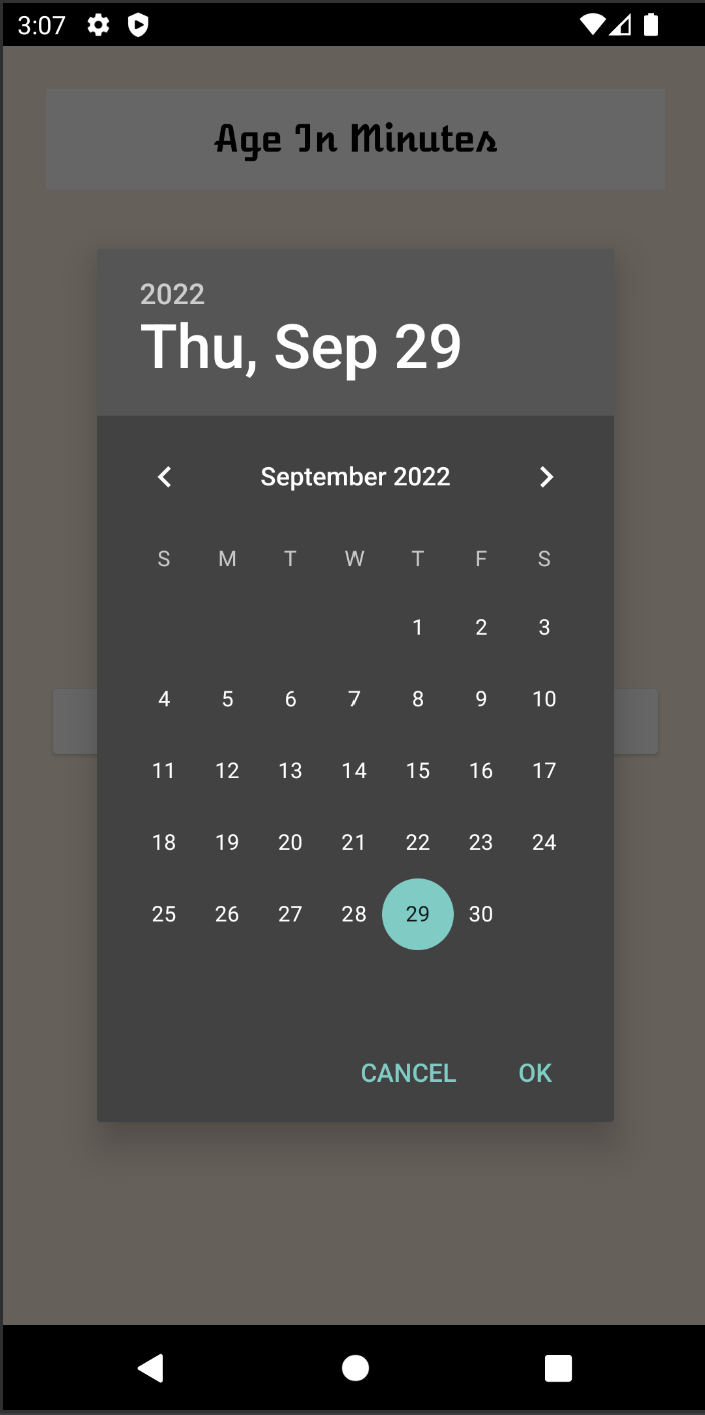 3:07
Age In Minutes
2022
Thu, Sep 29
September 2022
S M T W T F S
1 2 3
4 5 6 7 8 9 10
11 12 13 14 15 16 17
18 19 20 21 22 23 24
25 26 27 28 29 30
CANCEL OK